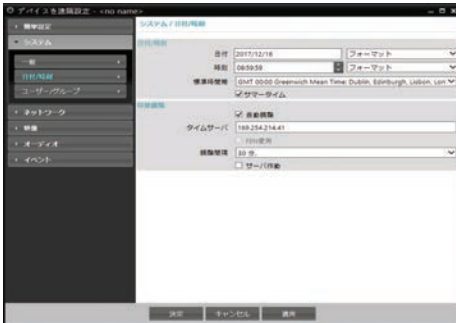 デバイスを遠隔設定 - <no name>
簡単設定
システム
一般
日付/時刻
ユーザー/グループ
ネットワーク
映像
オーディオ
イベント
システム / 日付/時刻
日付/時刻
日付 2017/12/16 フォーマット
時刻 06:59:59 フォーマット
標準時間帯 GMT 00:00 Greenwich Mean Time: Dublin, Edinburgh, Lisbon, Lon
サマータイム
時間調整
自動調整
タイムサーバ 169.254.214.41
使用
間隔 30 分.
サーバ作動
決定 キャンセル 適用